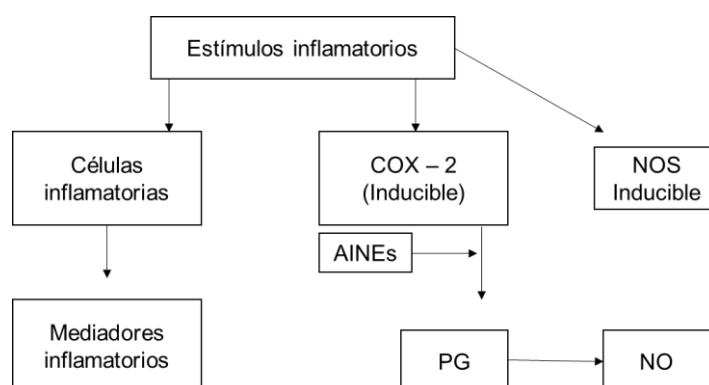 Estímulos inflamatorios
Células
inflamatorias
COX – 2
(Inducible)
NOS
Inducible
AINEs
Mediadores
inflamatorios
PG
NO